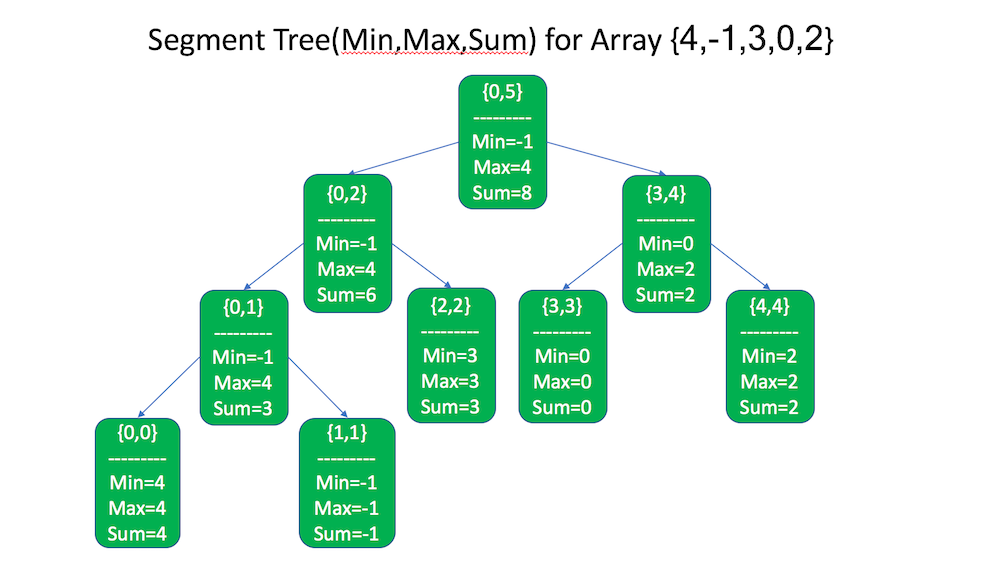 Segment Tree(Min,Max,Sum) for Array {4,-1,3,0,2}
{0,5}
---------
Min=-1
Max=4
Sum=8
{0,2}
---------
Min=-1
Max=4
Sum=6
{3,4}
---------
Min=0
Max=2
Sum=2
{0,1}
---------
Min=-1
Max=4
Sum=3
{2,2}
---------
Min=3
Max=3
Sum=3
{3,3}
---------
Min=0
Max=0
Sum=0
{4,4}
---------
Min=2
Max=2
Sum=2
{0,0}
---------
Min=4
Max=4
Sum=4
{1,1}
---------
Min=-1
Max=-1
Sum=-1